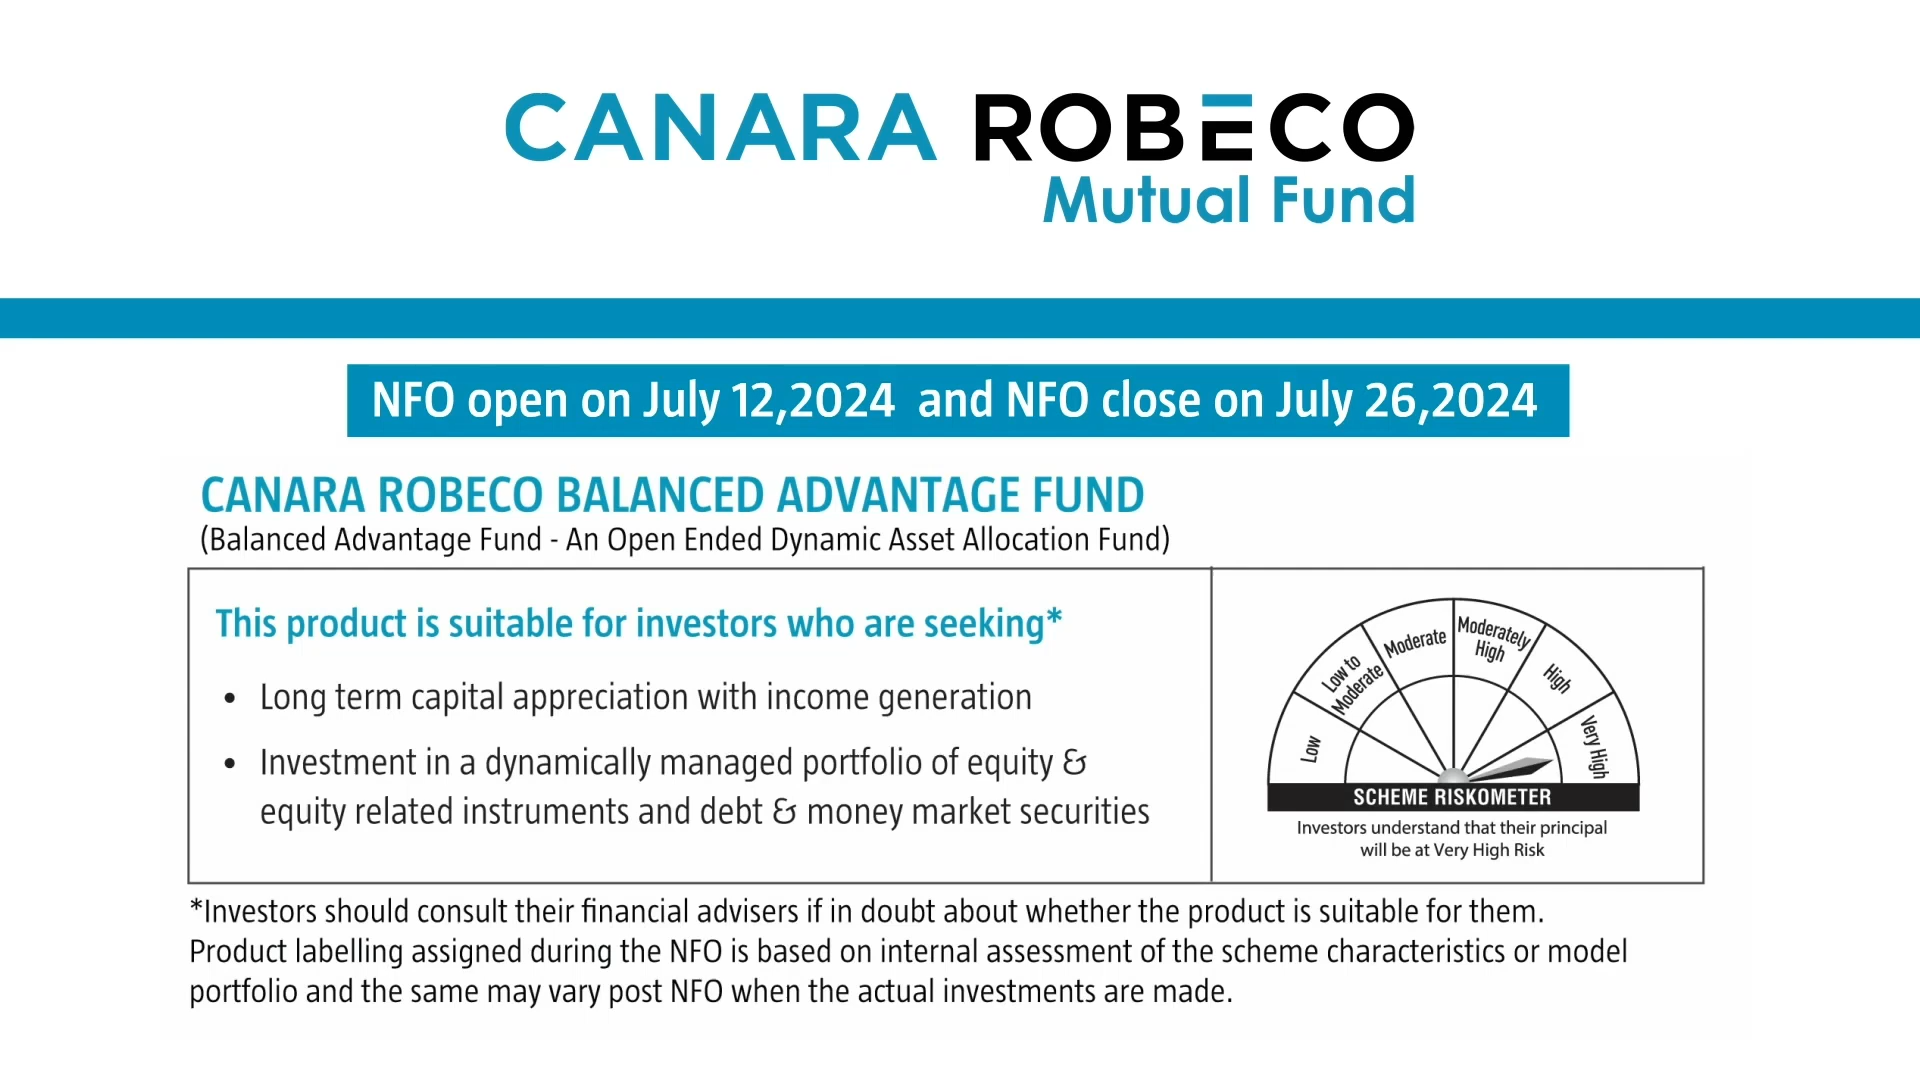 CANARA ROBECO
Mutual Fund
NFO open on July 12,2024 and NFO close on July 26,2024
CANARA ROBECO BALANCED ADVANTAGE FUND
(Balanced Advantage Fund - An Open Ended Dynamic Asset Allocation Fund)
This product is suitable for investors who are seeking*
• Long term capital appreciation with income generation
• Investment in a dynamically managed portfolio of equity &
equity related instruments and debt & money market securities
Low
Low to
Moderate
Moderate
Moderately
High
High
Very High
SCHEME RISKOMETER
Investors understand that their principal
will be at Very High Risk
*Investors should consult their financial advisers if in doubt about whether the product is suitable for them.
Product labelling assigned during the NFO is based on internal assessment of the scheme characteristics or model
portfolio and the same may vary post NFO when the actual investments are made.